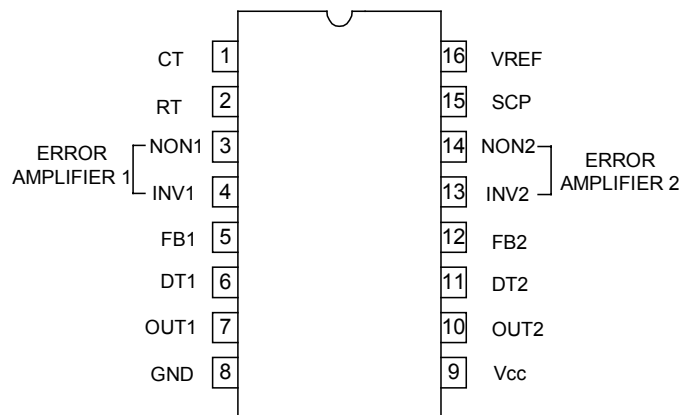 CT 1 16 VREF
RT 2 15 SCP
NON1 3 14 NON2
ERROR AMPLIFIER 1
ERROR AMPLIFIER 2
INV1 4 13 INV2
FB1 5 12 FB2
DT1 6 11 DT2
OUT1 7 10 OUT2
GND 8 9 Vcc